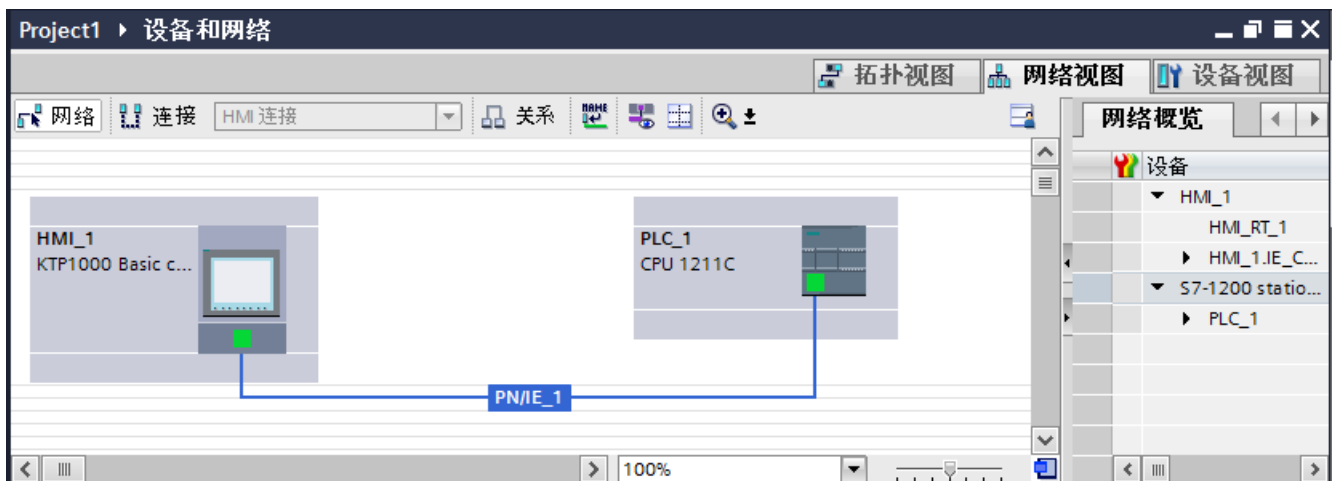 Project1 ▸ 设备和网络
拓扑视图 网络视图 设备视图
网络 连接 HMI 连接 关系 网络概览
设备
HMI_1
HMI_RT_1
HMI_1.IE_C...
S7-1200 statio...
PLC_1
HMI_1
KTP1000 Basic c...
PLC_1
CPU 1211C
PN/IE_1
100%